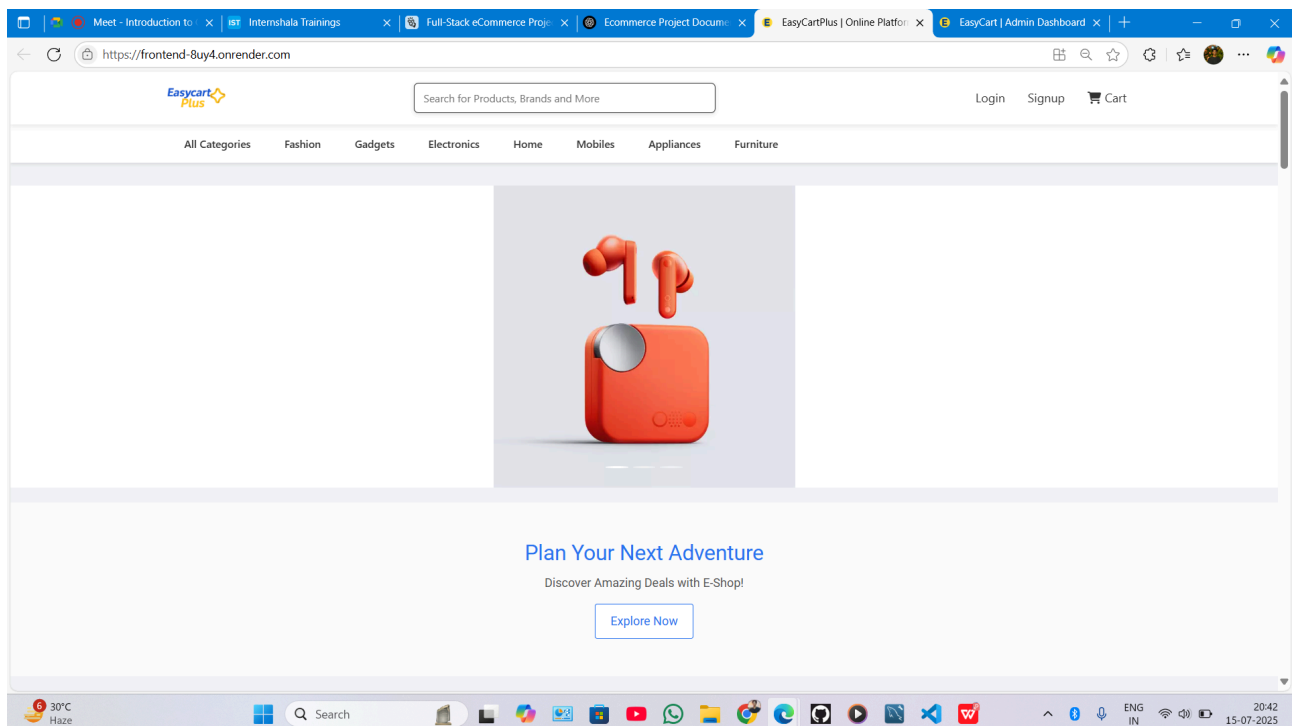 Meet - Introduction to
IST Internshala Trainings
Full-Stack eCommerce Proje
Ecommerce Project Docume
E EasyCartPlus | Online Platfor
E EasyCart | Admin Dashboard
https://frontend-8uy4.onrender.com
Easycart
Plus
Search for Products, Brands and More
Login Signup Cart
All Categories Fashion Gadgets Electronics Home Mobiles Appliances Furniture
Plan Your Next Adventure
Discover Amazing Deals with E-Shop!
Explore Now
6 30°C
Haze
Search
ENG
IN
20:42
15-07-2025